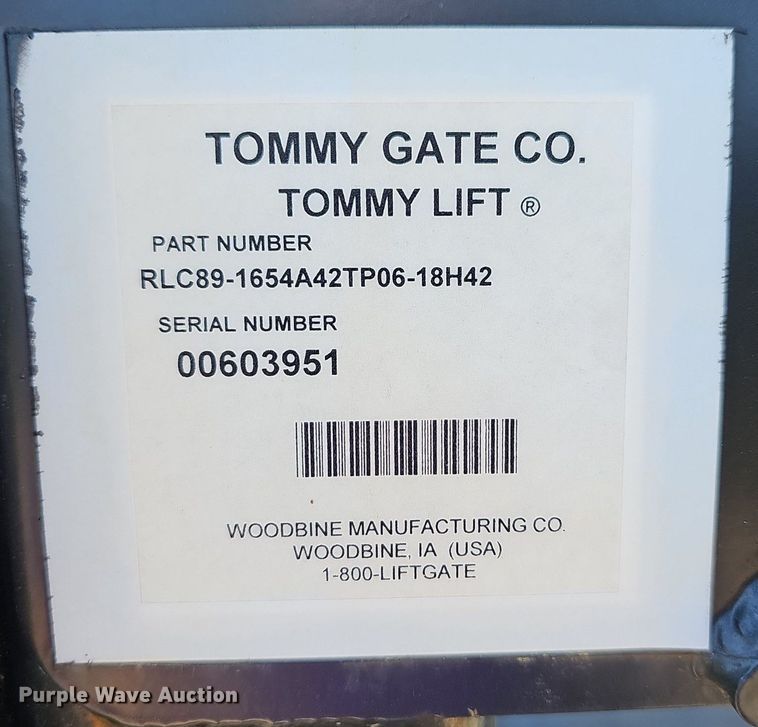 TOMMY GATE CO.
TOMMY LIFT ®
PART NUMBER
RLC89-1654A42TP06-18H42
SERIAL NUMBER
00603951
WOODBINE MANUFACTURING CO.
WOODBINE, IA (USA)
1-800-LIFTGATE
Purple Wave Auction